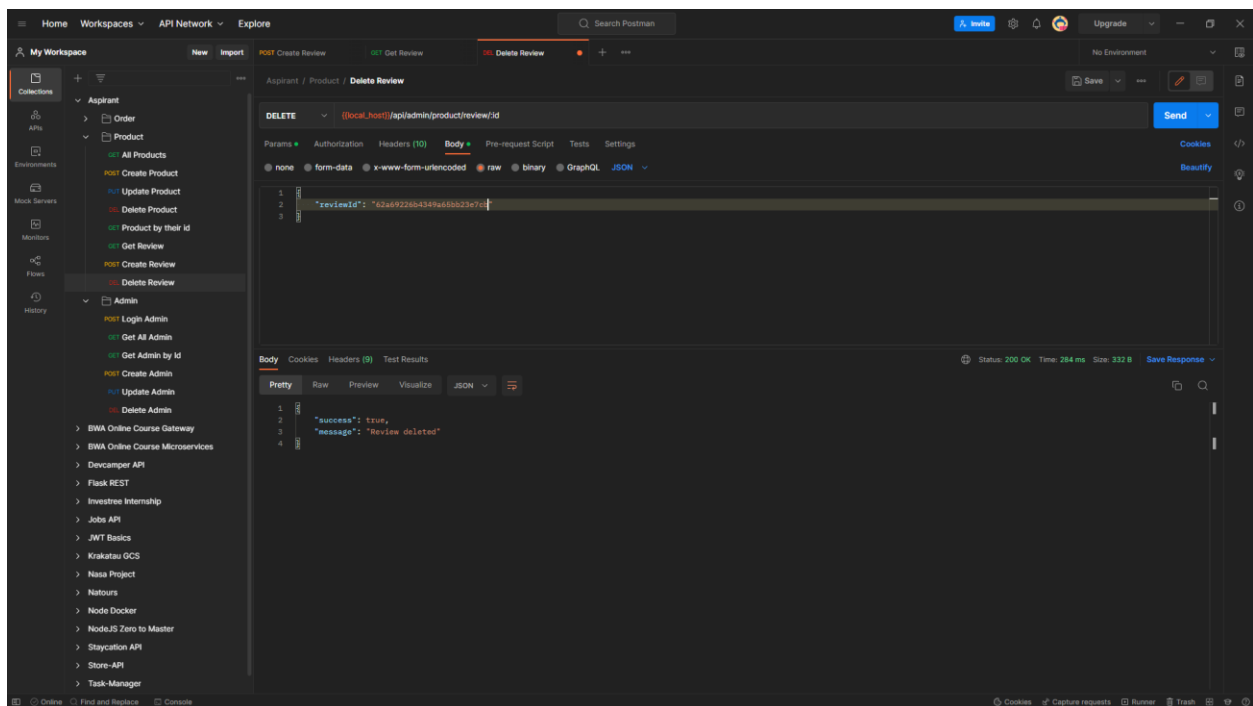 Home Workspaces API Network Explore Search Postman Invite Upgrade
My Workspace New Import POST Create Review GET Get Review DEL Delete Review No Environment
Collections
APIs
Environments
Mock Servers
Monitors
Flows
History
Aspirant
Order
Product
GET All Products
POST Create Product
PUT Update Product
DEL Delete Product
GET Product by their id
GET Get Review
POST Create Review
DEL Delete Review
Admin
POST Login Admin
GET Get All Admin
GET Get Admin by Id
POST Create Admin
PUT Update Admin
DEL Delete Admin
BWA Online Course Gateway
BWA Online Course Microservices
Devcamper API
Flask REST
Investree Internship
Jobs API
JWT Basics
Krakatau GCS
Nasa Project
Natours
Node Docker
NodeJS Zero to Master
Staycation API
Store-API
Task-Manager
Aspirant / Product / Delete Review Save
DELETE {{local_host}}/api/admin/product/review/:id Send
Params Authorization Headers (10) Body Pre-request Script Tests Settings Cookies
none form-data x-www-form-urlencoded raw binary GraphQL JSON Beautify
1 {
2 "reviewId": "62a69226b4349a65bb23e7cb"
3 }
Body Cookies Headers (9) Test Results Status: 200 OK Time: 284 ms Size: 332 B Save Response
Pretty Raw Preview Visualize JSON
1 {
2 "success": true,
3 "message": "Review deleted"
4 }
Online Find and Replace Console Cookies Capture requests Runner Trash